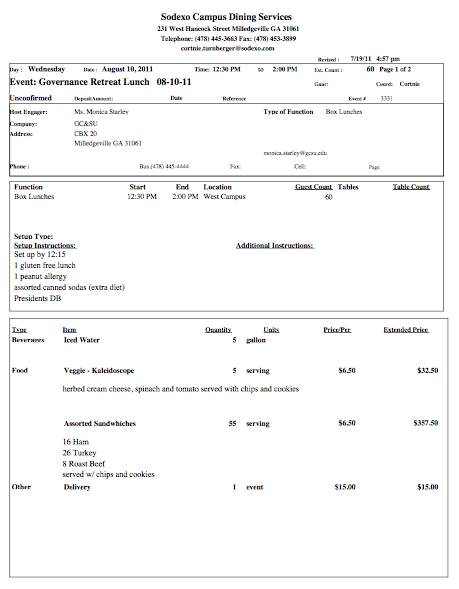 Sodexo Campus Dining Services
231 West Hancock Street Milledgeville GA 31061
Telephone: (478) 445-3663 Fax: (478) 453-3899
cortnie.turnberger@sodexo.com
Revised : 7/19/11 4:57 pm
Day : Wednesday Date : August 10, 2011 Time: 12:30 PM to 2:00 PM Est. Count : 60 Page 1 of 2
Event: Governance Retreat Lunch 08-10-11 Guar: Coord: Cortnie
Unconfirmed DepositAmount: Date Reference Event # 3331
Host Engager: Ms. Monica Starley Type of Function Box Lunches
Company: GC&SU
Address: CBX 20
Milledgeville GA 31061
monica.starley@gcsu.edu
Phone : Bus.(478) 445-4444 Fax: Cell: Page:
Function Start End Location Guest Count Tables Table Count
Box Lunches 12:30 PM 2:00 PM West Campus 60
Setup Type:
Setup Instructions: Additional Instructions:
Set up by 12:15
1 gluten free lunch
1 peanut allergy
assorted canned sodas (extra diet)
Presidents DB
Type Item Quantity Units Price/Per Extended Price
Beverages Iced Water 5 gallon
Food Veggie - Kaleidoscope 5 serving $6.50 $32.50
herbed cream cheese, spinach and tomato served with chips and cookies
Assorted Sandwhiches 55 serving $6.50 $357.50
16 Ham
26 Turkey
8 Roast Beef
served w/ chips and cookies
Other Delivery 1 event $15.00 $15.00